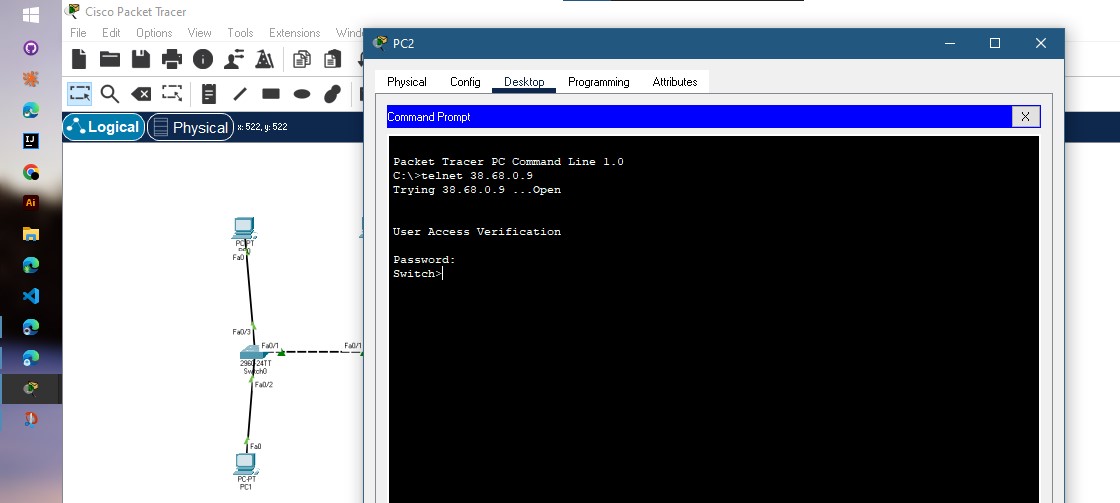 Cisco Packet Tracer
File Edit Options View Tools Extensions Wind
PC2
Physical Config Desktop Programming Attributes
Logical
Physical
x: 522, y: 522
Command Prompt
X
Packet Tracer PC Command Line 1.0
C:\>telnet 38.68.0.9
Trying 38.68.0.9 ...Open
User Access Verification
Password:
Switch>
PC-PT
Fa0
Fa0/3
Fa0/1
Fa0/1
2960-24TT
Switch0
Fa0/2
Fa0
PC-PT
PC1
IJ
Ai